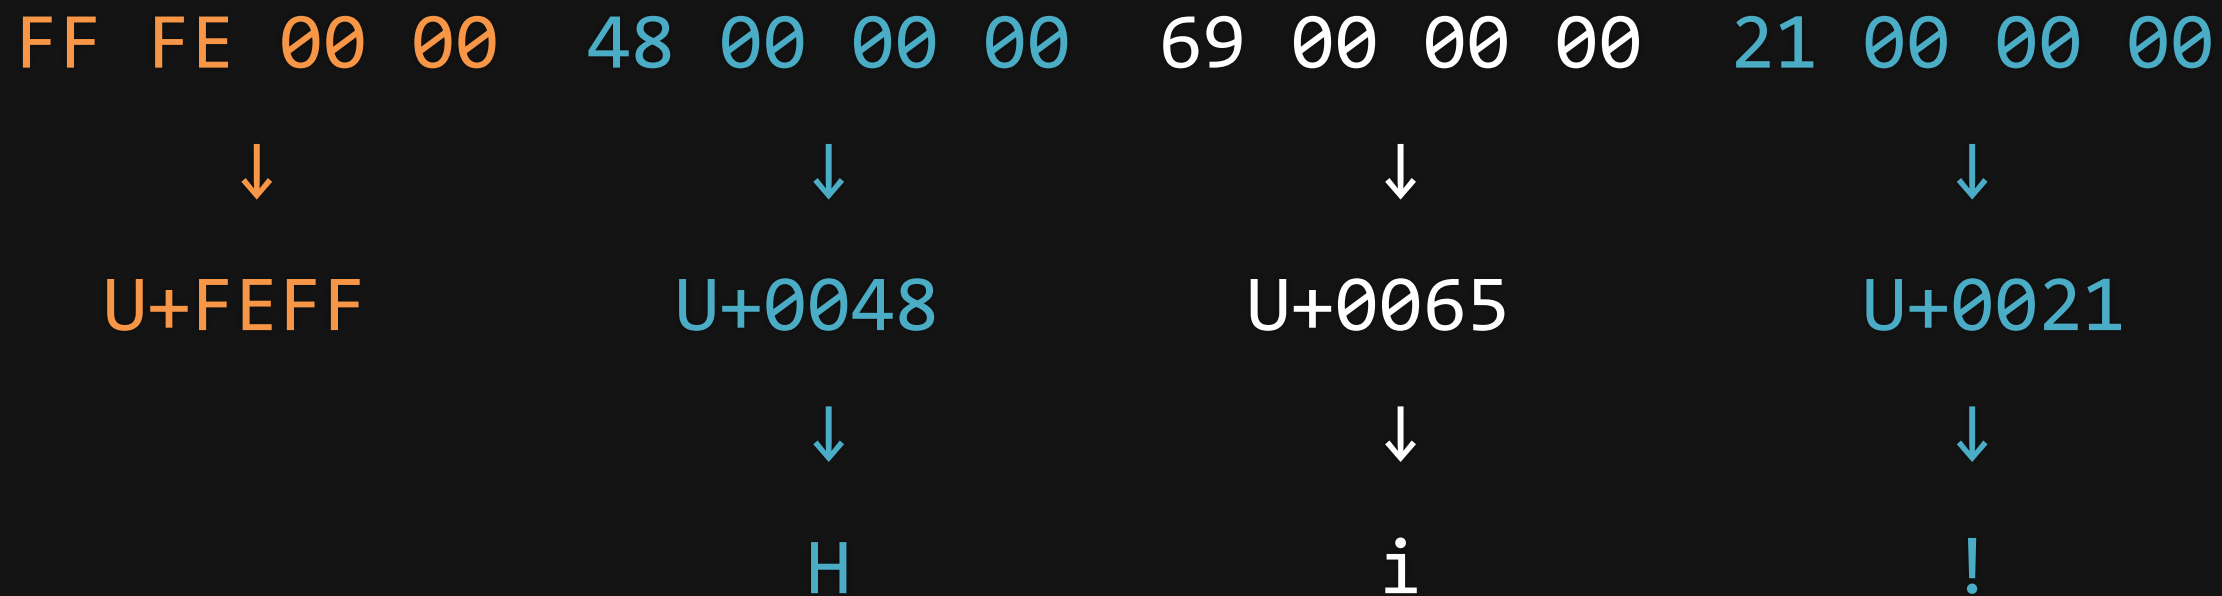 FF FE 00 00 48 00 00 00 69 00 00 00 21 00 00 00
↓ ↓ ↓ ↓
U+FEFF U+0048 U+0065 U+0021
↓ ↓ ↓
H i !